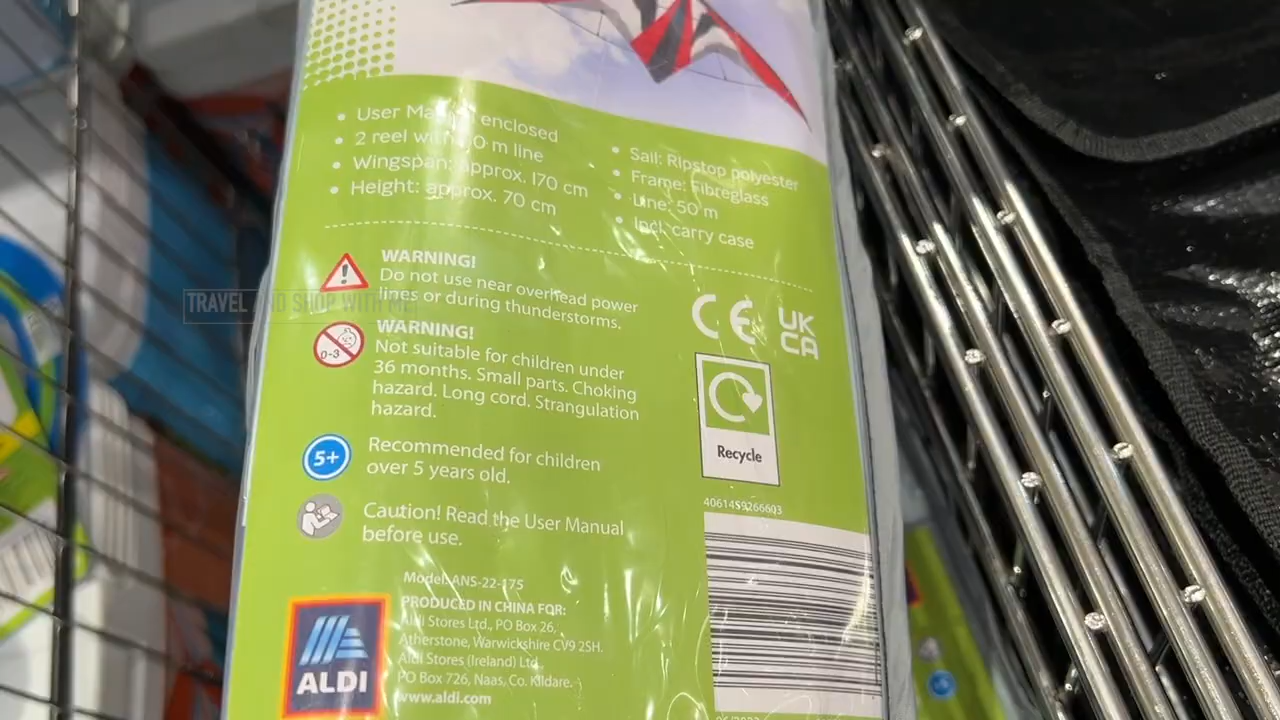 User enclosed
2 reel with m line
Wingspan: approx. 170 cm
Height: approx. 70 cm
Sail: Ripstop polyester
Frame: Fibreglass
Line: 50 m
Incl. carry case
WARNING!
Do not use near overhead power
lines or during thunderstorms.
TRAVEL AND SHOP WITH ME
0-3
WARNING!
Not suitable for children under
36 months. Small parts. Choking
hazard. Long cord. Strangulation
hazard.
5+
Recommended for children
over 5 years old.
Caution! Read the User Manual
before use.
CE
UK
CA
Recycle
Model: ANS-22-175
PRODUCED IN CHINA FOR:
Aldi Stores Ltd., PO Box 26,
Atherstone, Warwickshire CV9 2SH.
Aldi Stores (Ireland) Ltd.
PO Box 726, Naas, Co. Kildare.
www.aldi.com
ALDI